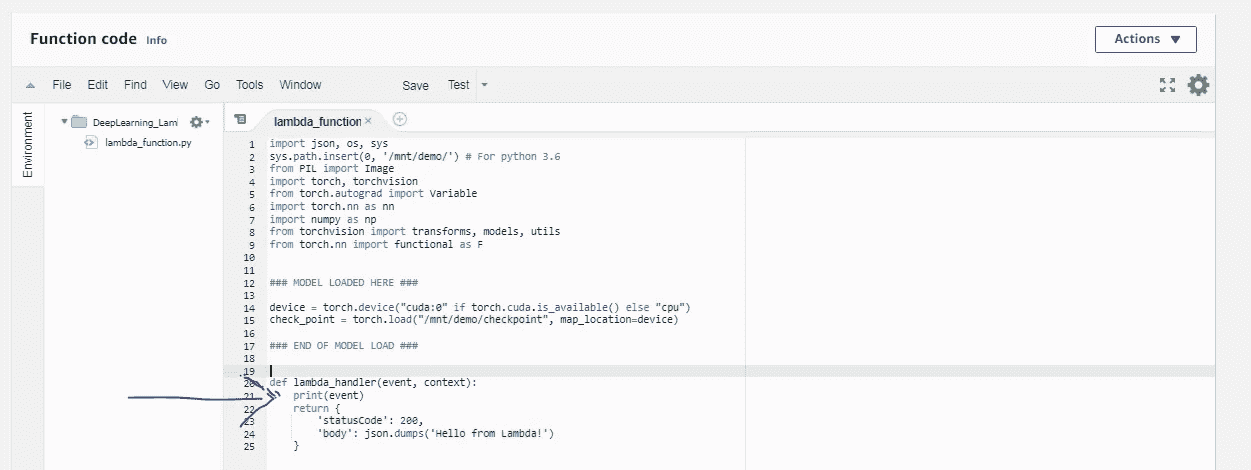 Function code Info
Actions
File Edit Find View Go Tools Window Save Test
Environment
DeepLearning_Lam
lambda_function.py
lambda_function
1 import json, os, sys
2 sys.path.insert(0, '/mnt/demo/') # For python 3.6
3 from PIL import Image
4 import torch, torchvision
5 from torch.autograd import Variable
6 import torch.nn as nn
7 import numpy as np
8 from torchvision import transforms, models, utils
9 from torch.nn import functional as F
10
11
12 ### MODEL LOADED HERE ###
13
14 device = torch.device("cuda:0" if torch.cuda.is_available() else "cpu")
15 check_point = torch.load("/mnt/demo/checkpoint", map_location=device)
16
17 ### END OF MODEL LOAD ###
18
19
20 def lambda_handler(event, context):
21     print(event)
22     return {
23         'statusCode': 200,
24         'body': json.dumps('Hello from Lambda!')
25     }